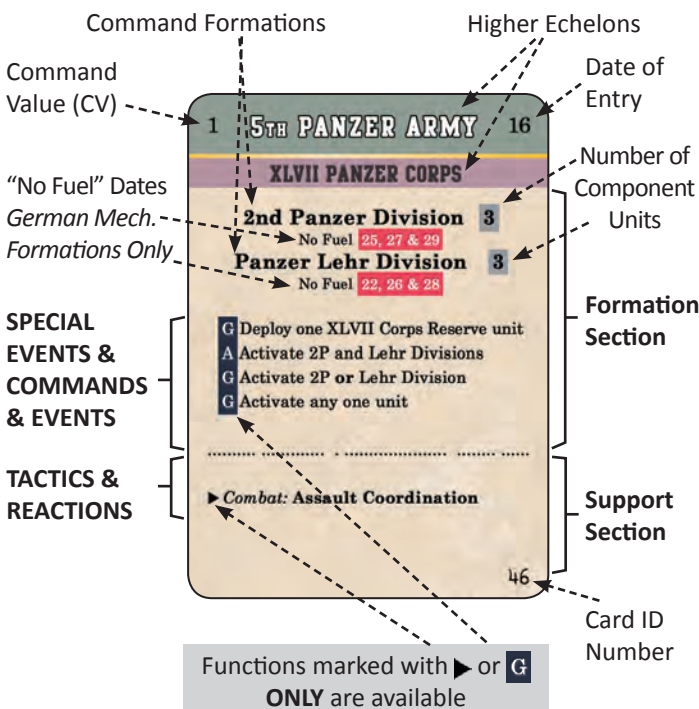 Command Formations
Higher Echelons
Command
Value (CV)
Date of
Entry
1 5TH PANZER ARMY 16
XLVII PANZER CORPS
"No Fuel" Dates
German Mech.
Formations Only
Number of
Component
Units
2nd Panzer Division 3
No Fuel 25, 27 & 29
Panzer Lehr Division 3
No Fuel 22, 26 & 28
SPECIAL
EVENTS &
COMMANDS
& EVENTS
G Deploy one XLVII Corps Reserve unit
A Activate 2P and Lehr Divisions
G Activate 2P or Lehr Division
G Activate any one unit
Formation
Section
TACTICS &
REACTIONS
▶ Combat: Assault Coordination
Support
Section
46
Card ID
Number
Functions marked with ▶ or G
ONLY are available